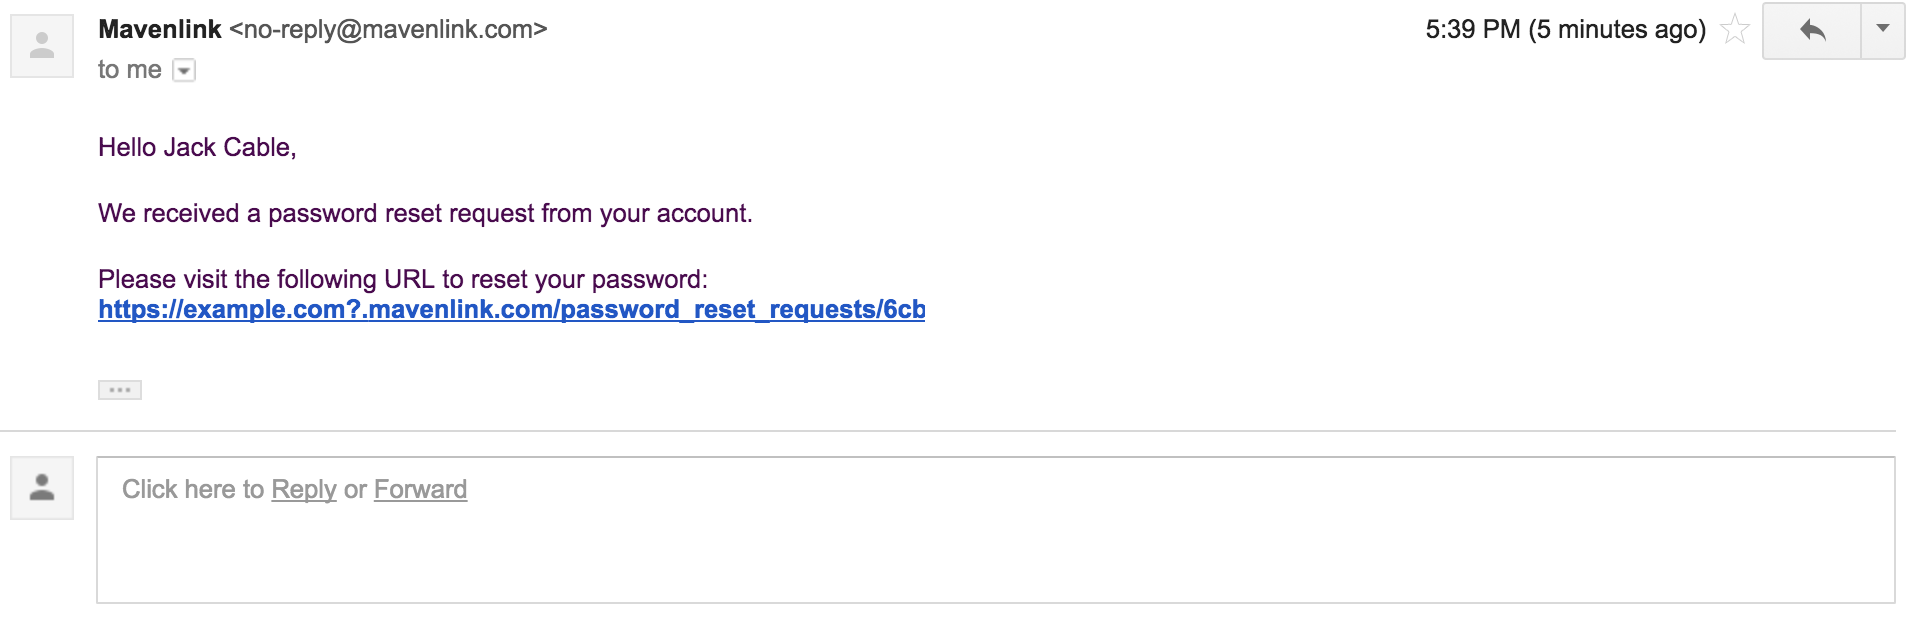 Mavenlink <no-reply@mavenlink.com>
5:39 PM (5 minutes ago)
to me
Hello Jack Cable,
We received a password reset request from your account.
Please visit the following URL to reset your password:
https://example.com?.mavenlink.com/password_reset_requests/6cb
Click here to Reply or Forward